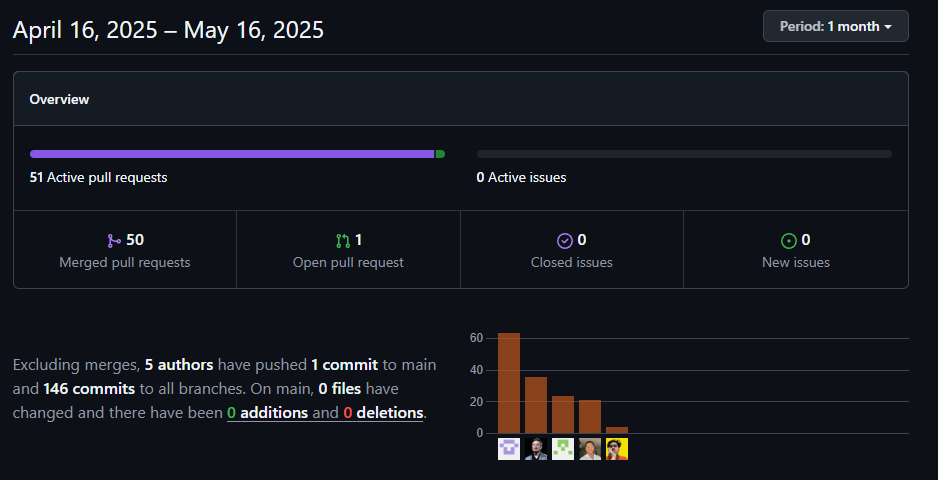 April 16, 2025 – May 16, 2025
Period: 1 month
Overview
51 Active pull requests
0 Active issues
50
Merged pull requests
1
Open pull request
0
Closed issues
0
New issues
Excluding merges, 5 authors have pushed 1 commit to main
and 146 commits to all branches. On main, 0 files have
changed and there have been 0 additions and 0 deletions.
60
40
20
0